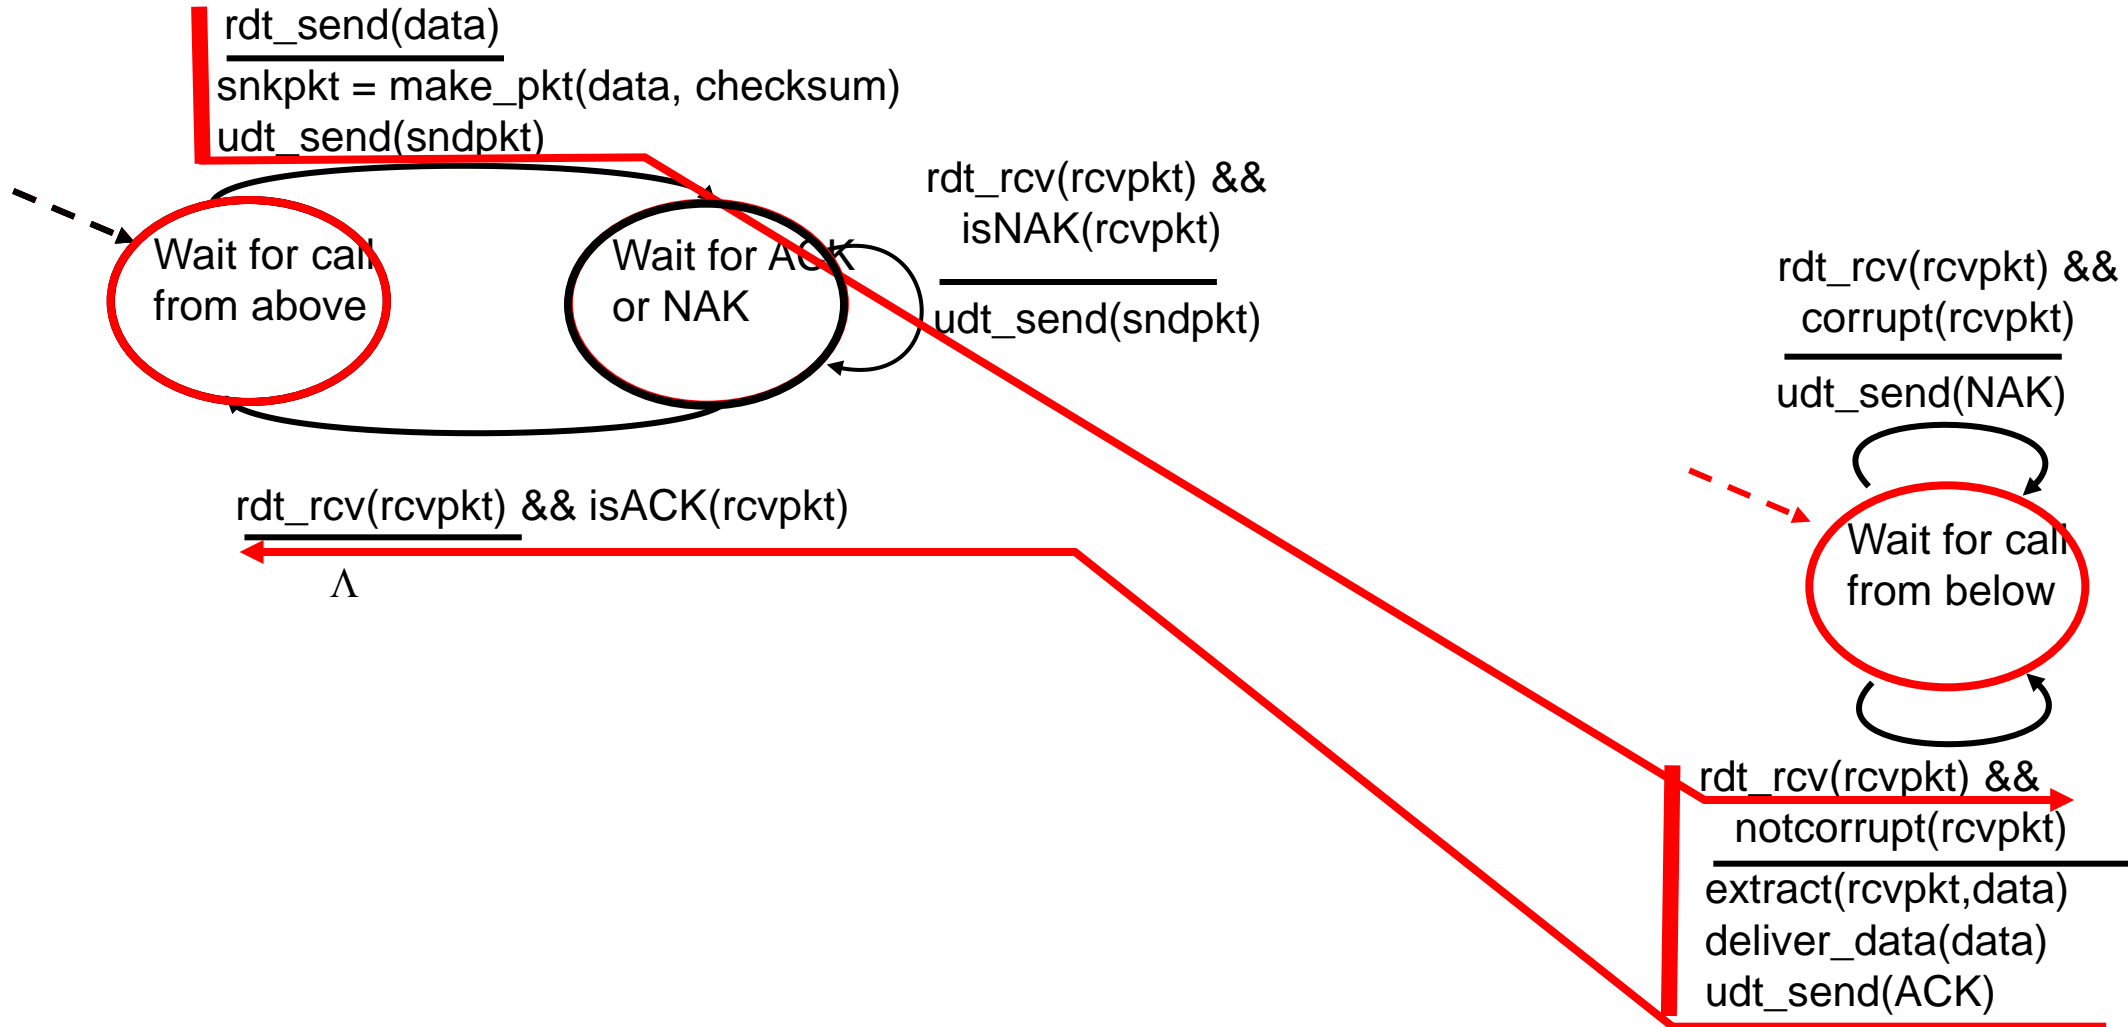 rdt_send(data)
snkpkt = make_pkt(data, checksum)
udt_send(sndpkt)
Wait for call
from above
Wait for ACK
or NAK
rdt_rcv(rcvpkt) &&
isNAK(rcvpkt)
udt_send(sndpkt)
rdt_rcv(rcvpkt) && isACK(rcvpkt)
Λ
rdt_rcv(rcvpkt) &&
corrupt(rcvpkt)
udt_send(NAK)
Wait for call
from below
rdt_rcv(rcvpkt) &&
notcorrupt(rcvpkt)
extract(rcvpkt,data)
deliver_data(data)
udt_send(ACK)